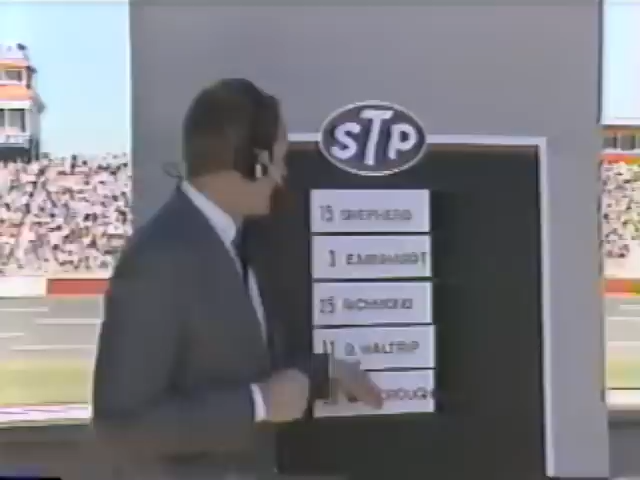 STP
15 SHEPHERD
3 EARNHARDT
25 RICHMOND
11 D. WALTRIP